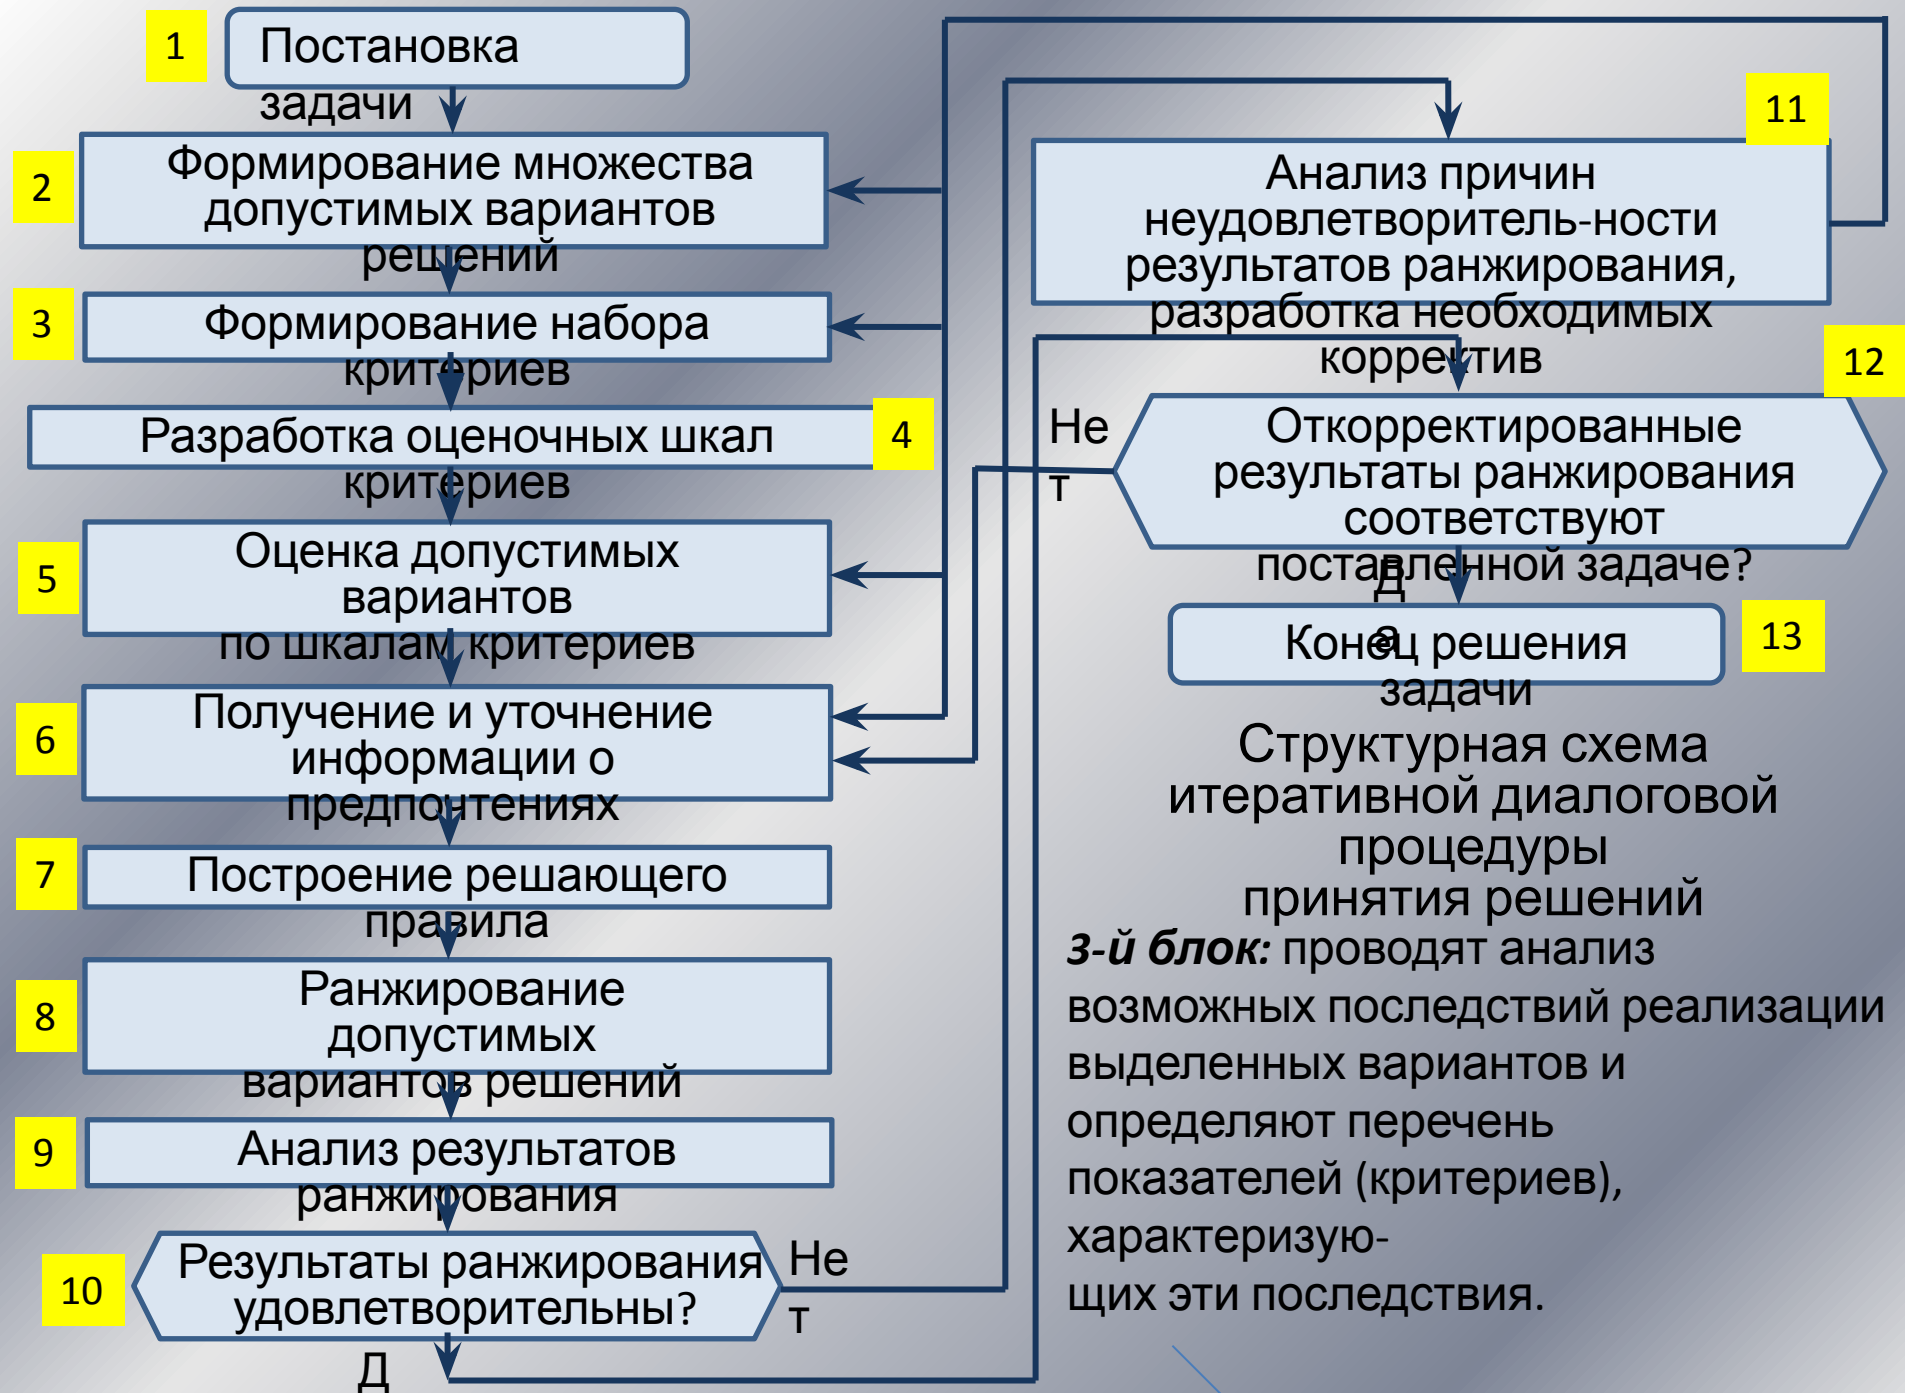 1
Постановка
задачи
2
Формирование множества
допустимых вариантов
решений
3
Формирование набора
критериев
Разработка оценочных шкал
критериев
4
5
Оценка допустимых
вариантов
по шкалам критериев
6
Получение и уточнение
информации о
предпочтениях
7
Построение решающего
правила
8
Ранжирование
допустимых
вариантов решений
9
Анализ результатов
ранжирования
10
Результаты ранжирования
удовлетворительны?
Не
т
Д
11
Анализ причин
неудовлетворитель-ности
результатов ранжирования,
разработка необходимых
корректив
12
Не
т
Откорректированные
результаты ранжирования
соответствуют
поставленной задаче?
Д
а
Конец решения
задачи
13
Структурная схема
итеративной диалоговой
процедуры
принятия решений
3-й блок: проводят анализ
возможных последствий реализации
выделенных вариантов и
определяют перечень
показателей (критериев),
характеризую-
щих эти последствия.